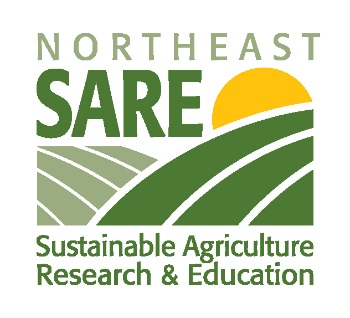 NORTHEAST
SARE
Sustainable Agriculture
Research & Education